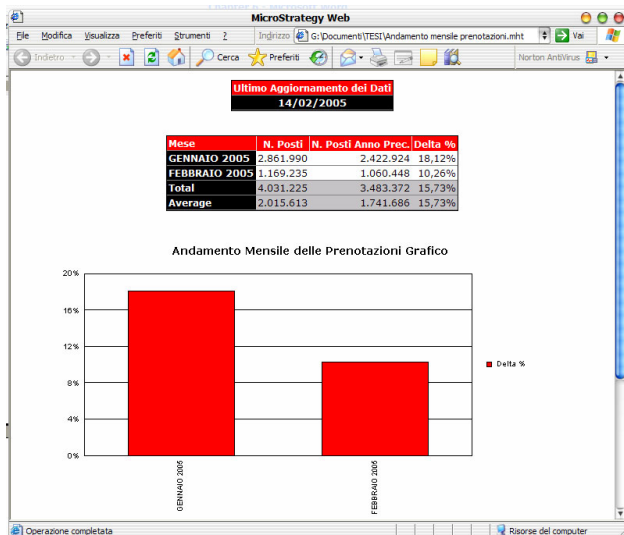 MicroStrategy Web
File Modifica Visualizza Preferiti Strumenti ? Indirizzo G:\Documenti\TESI\Andamento mensile prenotazioni.mht Vai
Indietro Cerca Preferiti Norton AntiVirus
Ultimo Aggiornamento dei Dati
14/02/2005
Mese N. Posti N. Posti Anno Prec. Delta %
GENNAIO 2005 2.861.990 2.422.924 18,12%
FEBBRAIO 2005 1.169.235 1.060.448 10,26%
Total 4.031.225 3.483.372 15,73%
Average 2.015.613 1.741.686 15,73%
Andamento Mensile delle Prenotazioni Grafico
20%
16%
12%
8%
4%
0%
Delta %
GENNAIO 2005
FEBBRAIO 2005
Operazione completata Risorse del computer